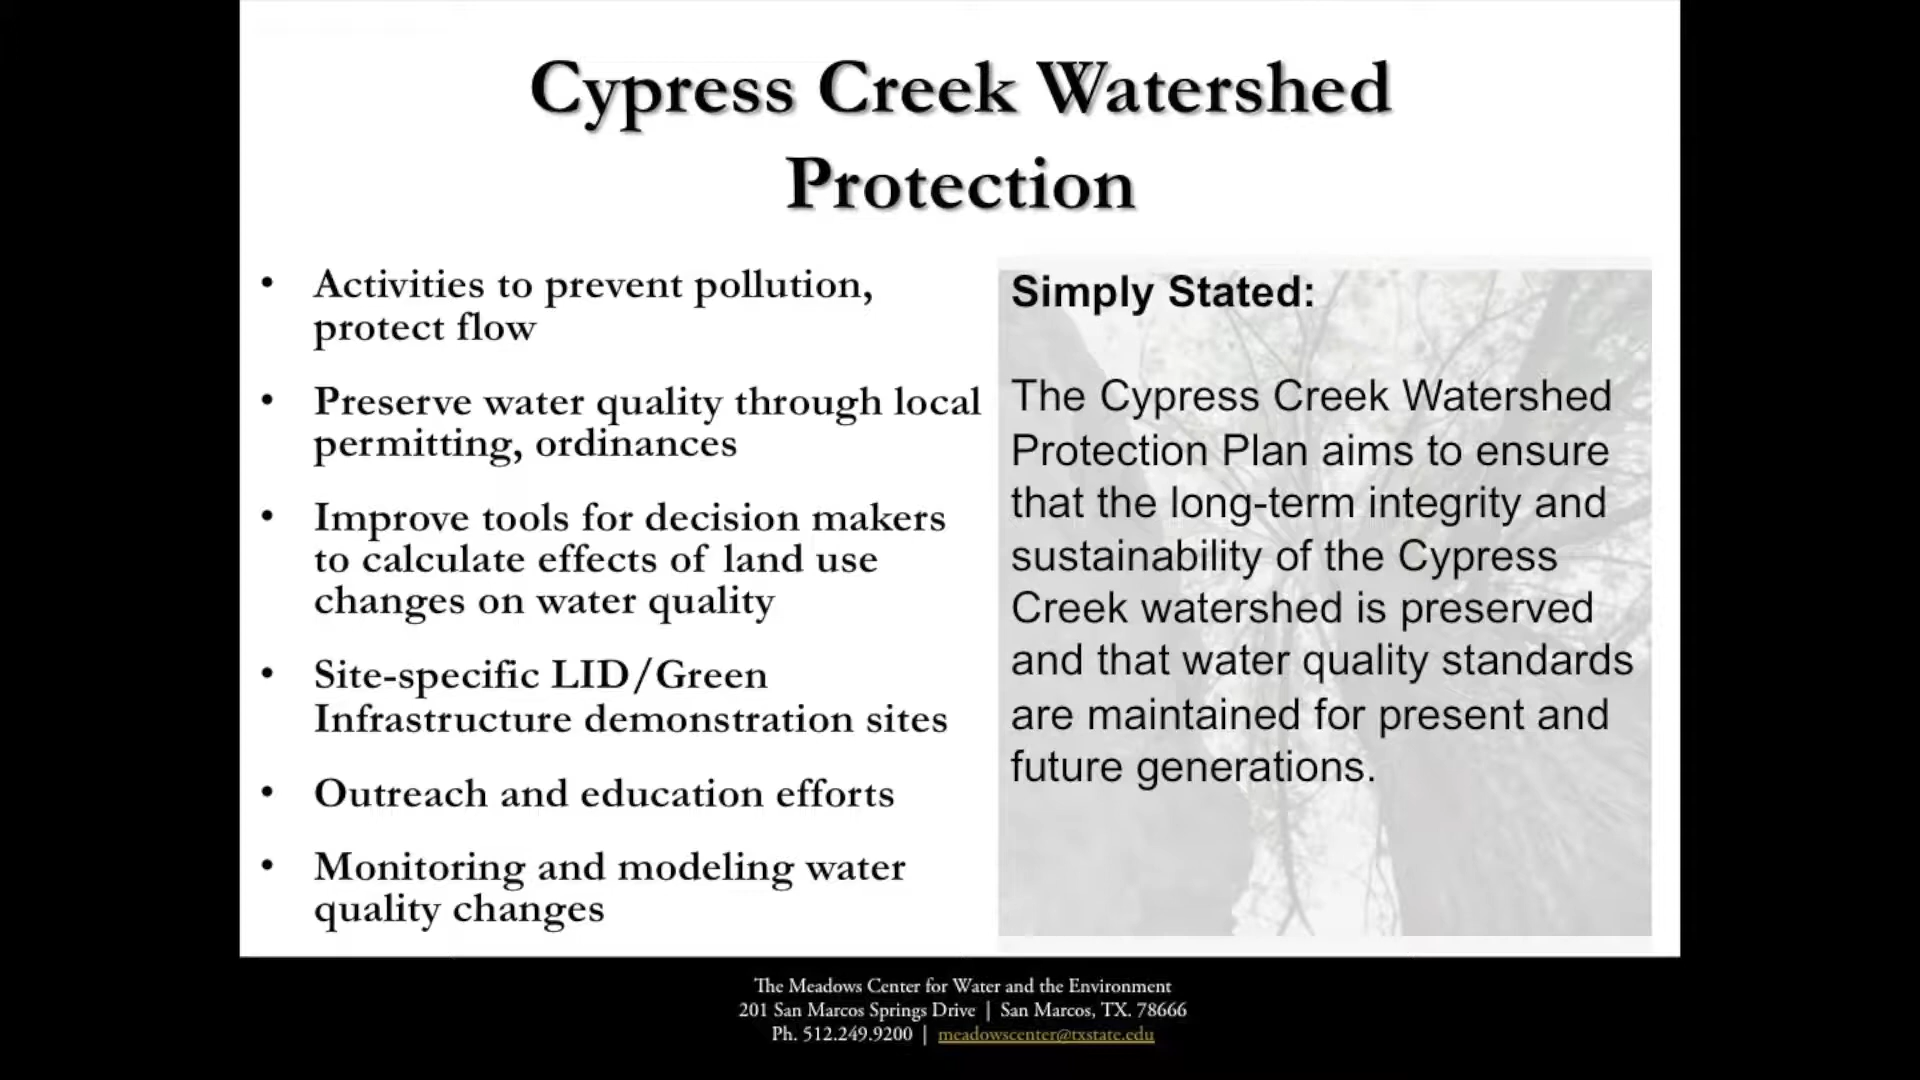 Cypress Creek Watershed
Protection
• Activities to prevent pollution,
protect flow
• Preserve water quality through local
permitting, ordinances
• Improve tools for decision makers
to calculate effects of land use
changes on water quality
• Site-specific LID/Green
Infrastructure demonstration sites
• Outreach and education efforts
• Monitoring and modeling water
quality changes
Simply Stated:
The Cypress Creek Watershed
Protection Plan aims to ensure
that the long-term integrity and
sustainability of the Cypress
Creek watershed is preserved
and that water quality standards
are maintained for present and
future generations.
The Meadows Center for Water and the Environment
201 San Marcos Springs Drive | San Marcos, TX. 78666
Ph. 512.249.9200 | meadowscenter@txstate.edu